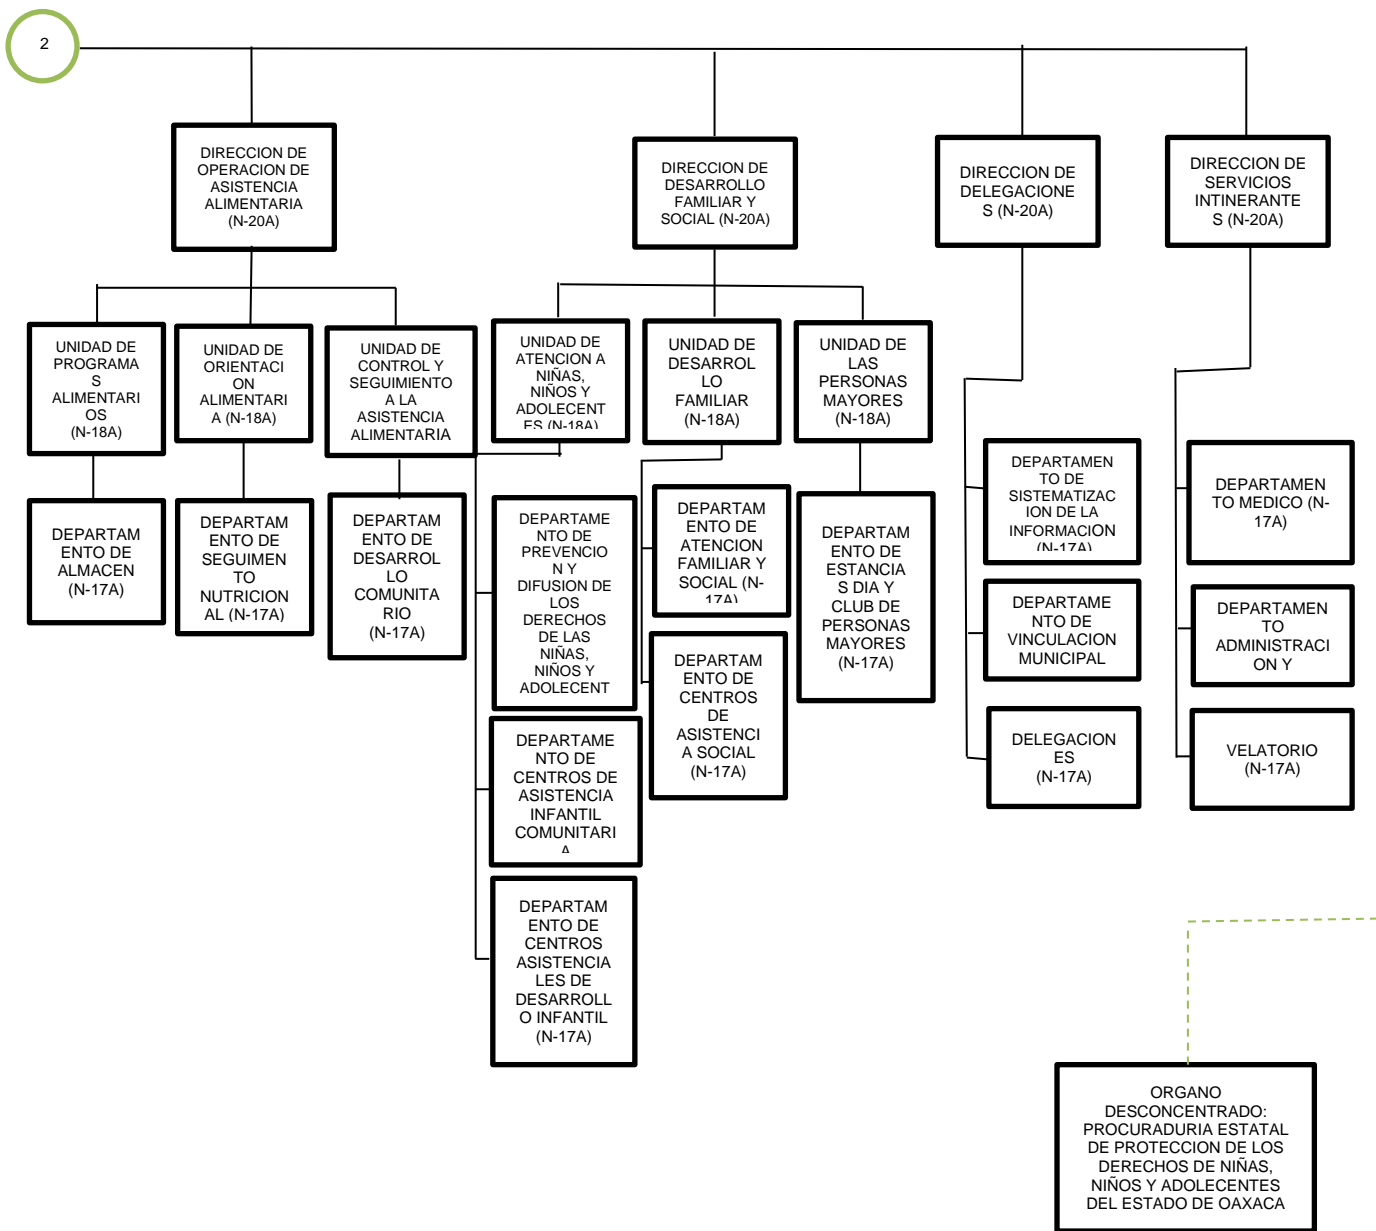 2
DIRECCION DE
OPERACION DE
ASISTENCIA
ALIMENTARIA
(N-20A)
DIRECCION DE
DESARROLLO
FAMILIAR Y
SOCIAL (N-20A)
DIRECCION DE
DELEGACIONE
S (N-20A)
DIRECCION DE
SERVICIOS
INTINERANTE
S (N-20A)
UNIDAD DE
PROGRAMA
S
ALIMENTARI
OS
(N-18A)
UNIDAD DE
ORIENTACI
ON
ALIMENTARI
A (N-18A)
UNIDAD DE
CONTROL Y
SEGUIMIENTO
A LA
ASISTENCIA
ALIMENTARIA
UNIDAD DE
ATENCION A
NIÑAS,
NIÑOS Y
ADOLECENT
ES (N-18A)
UNIDAD DE
DESARROL
LO
FAMILIAR
(N-18A)
UNIDAD DE
LAS
PERSONAS
MAYORES
(N-18A)
DEPARTAM
ENTO DE
ALMACEN
(N-17A)
DEPARTAM
ENTO DE
SEGUIMEN
TO
NUTRICION
AL (N-17A)
DEPARTAM
ENTO DE
DESARROL
LO
COMUNITA
RIO
(N-17A)
DEPARTAME
NTO DE
PREVENCIO
N Y
DIFUSION DE
LOS
DERECHOS
DE LAS
NIÑAS,
NIÑOS Y
ADOLECENT
DEPARTAME
NTO DE
CENTROS DE
ASISTENCIA
INFANTIL
COMUNITARI
A
DEPARTAM
ENTO DE
CENTROS
ASISTENCIA
LES DE
DESARROLL
O INFANTIL
(N-17A)
DEPARTAM
ENTO DE
ATENCION
FAMILIAR Y
SOCIAL (N-
17A)
DEPARTAM
ENTO DE
CENTROS
DE
ASISTENCI
A SOCIAL
(N-17A)
DEPARTAM
ENTO DE
ESTANCIA
S DIA Y
CLUB DE
PERSONAS
MAYORES
(N-17A)
DEPARTAMEN
TO DE
SISTEMATIZAC
ION DE LA
INFORMACION
(N-17A)
DEPARTAME
NTO DE
VINCULACION
MUNICIPAL
DELEGACION
ES
(N-17A)
DEPARTAMEN
TO MEDICO (N-
17A)
DEPARTAMEN
TO
ADMINISTRACI
ON Y
VELATORIO
(N-17A)
ORGANO
DESCONCENTRADO:
PROCURADURIA ESTATAL
DE PROTECCION DE LOS
DERECHOS DE NIÑAS,
NIÑOS Y ADOLECENTES
DEL ESTADO DE OAXACA